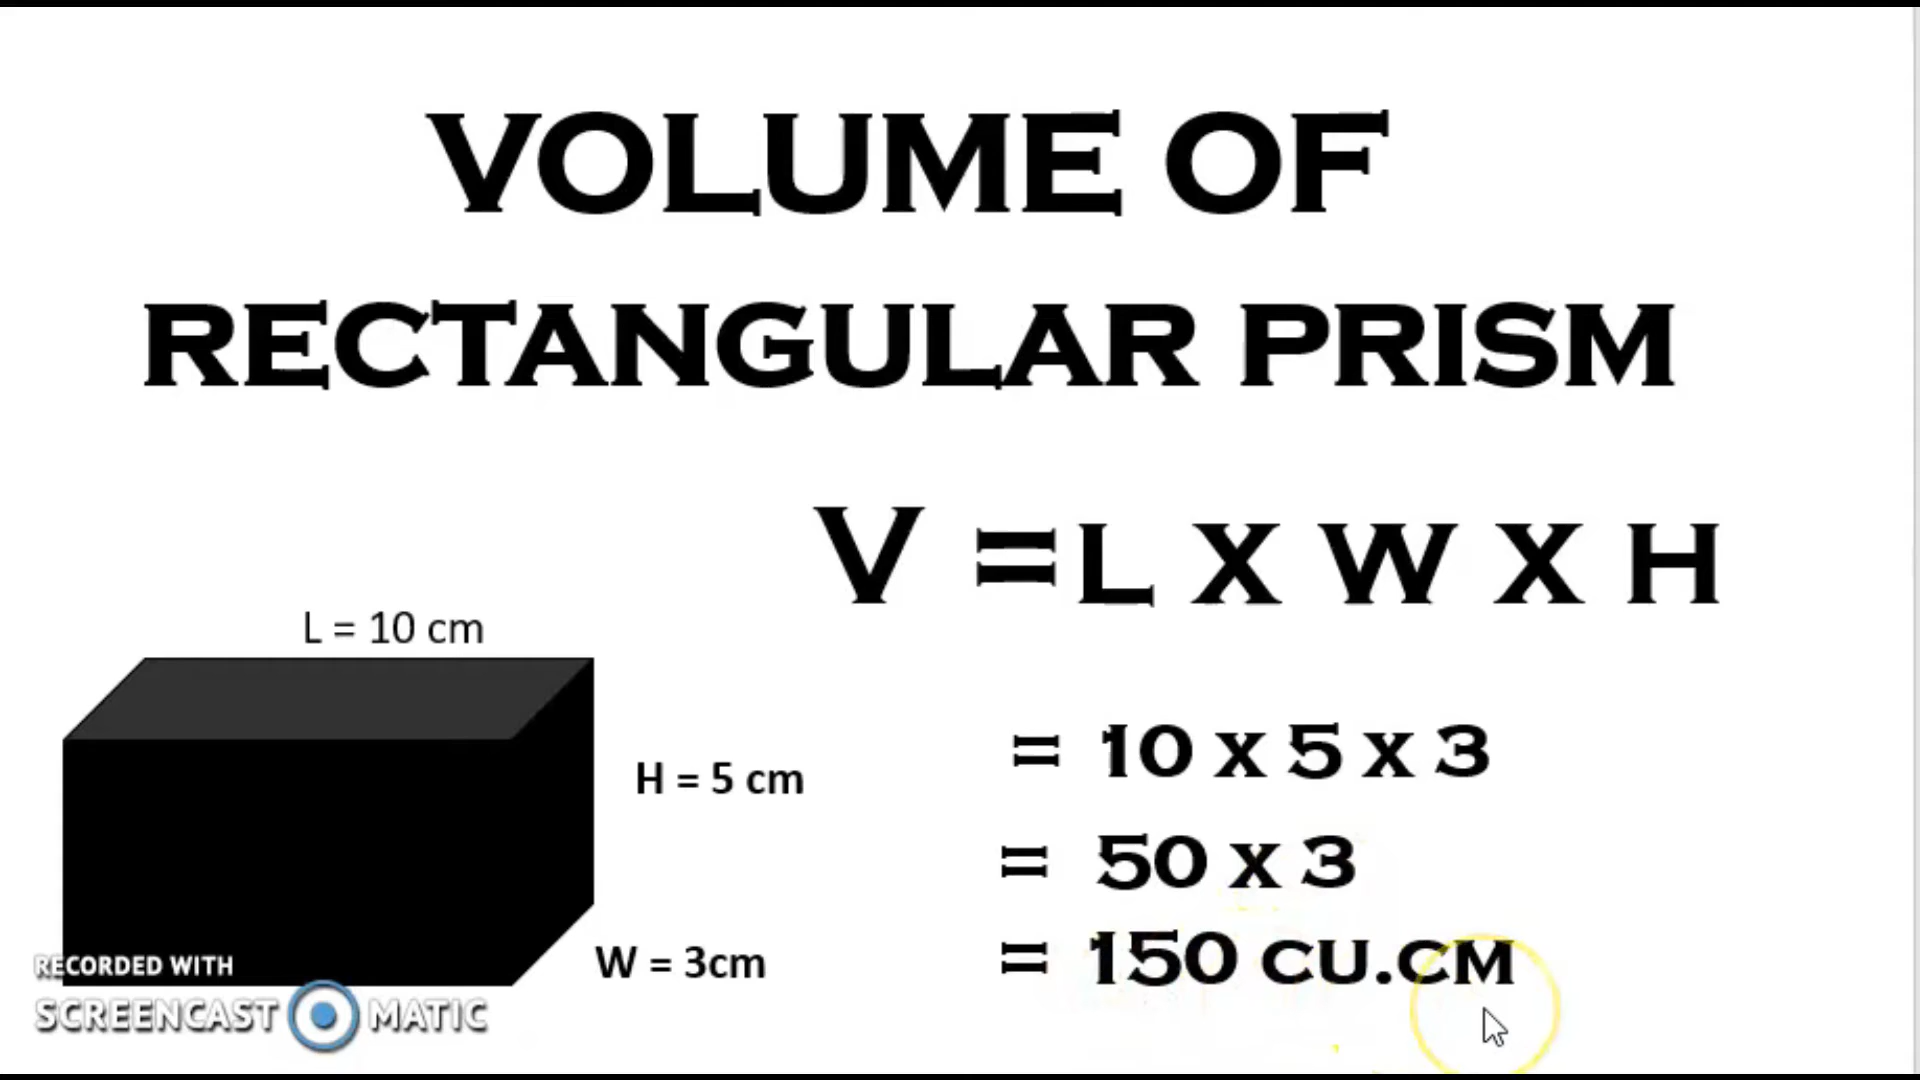 VOLUME OF
RECTANGULAR PRISM
V = L X W X H
L = 10 cm
H = 5 cm
= 10 X 5 X 3
= 50 X 3
W = 3cm
= 150 CU.CM
RECORDED WITH
SCREENCAST MATIC